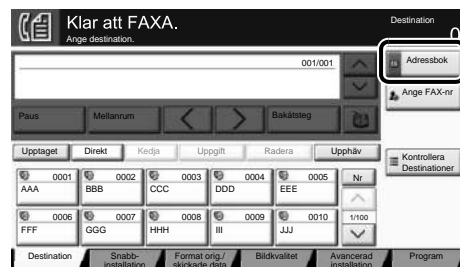 Klar att FAXA.
Ange destination.
Destination
0
001/001
Adressbok
Ange FAX-nr
Paus
Mellanrum
Bakåtsteg
Upptaget
Direkt
Kedja
Uppgift
Radera
Upphäv
Kontrollera
Destinationer
0001
AAA
0002
BBB
0003
CCC
0004
DDD
0005
EEE
Nr
0006
FFF
0007
GGG
0008
HHH
0009
III
0010
JJJ
1/100
Destination
Snabb-
installation
Format orig./
skickade data
Bildkvalitet
Avancerad
installation
Program